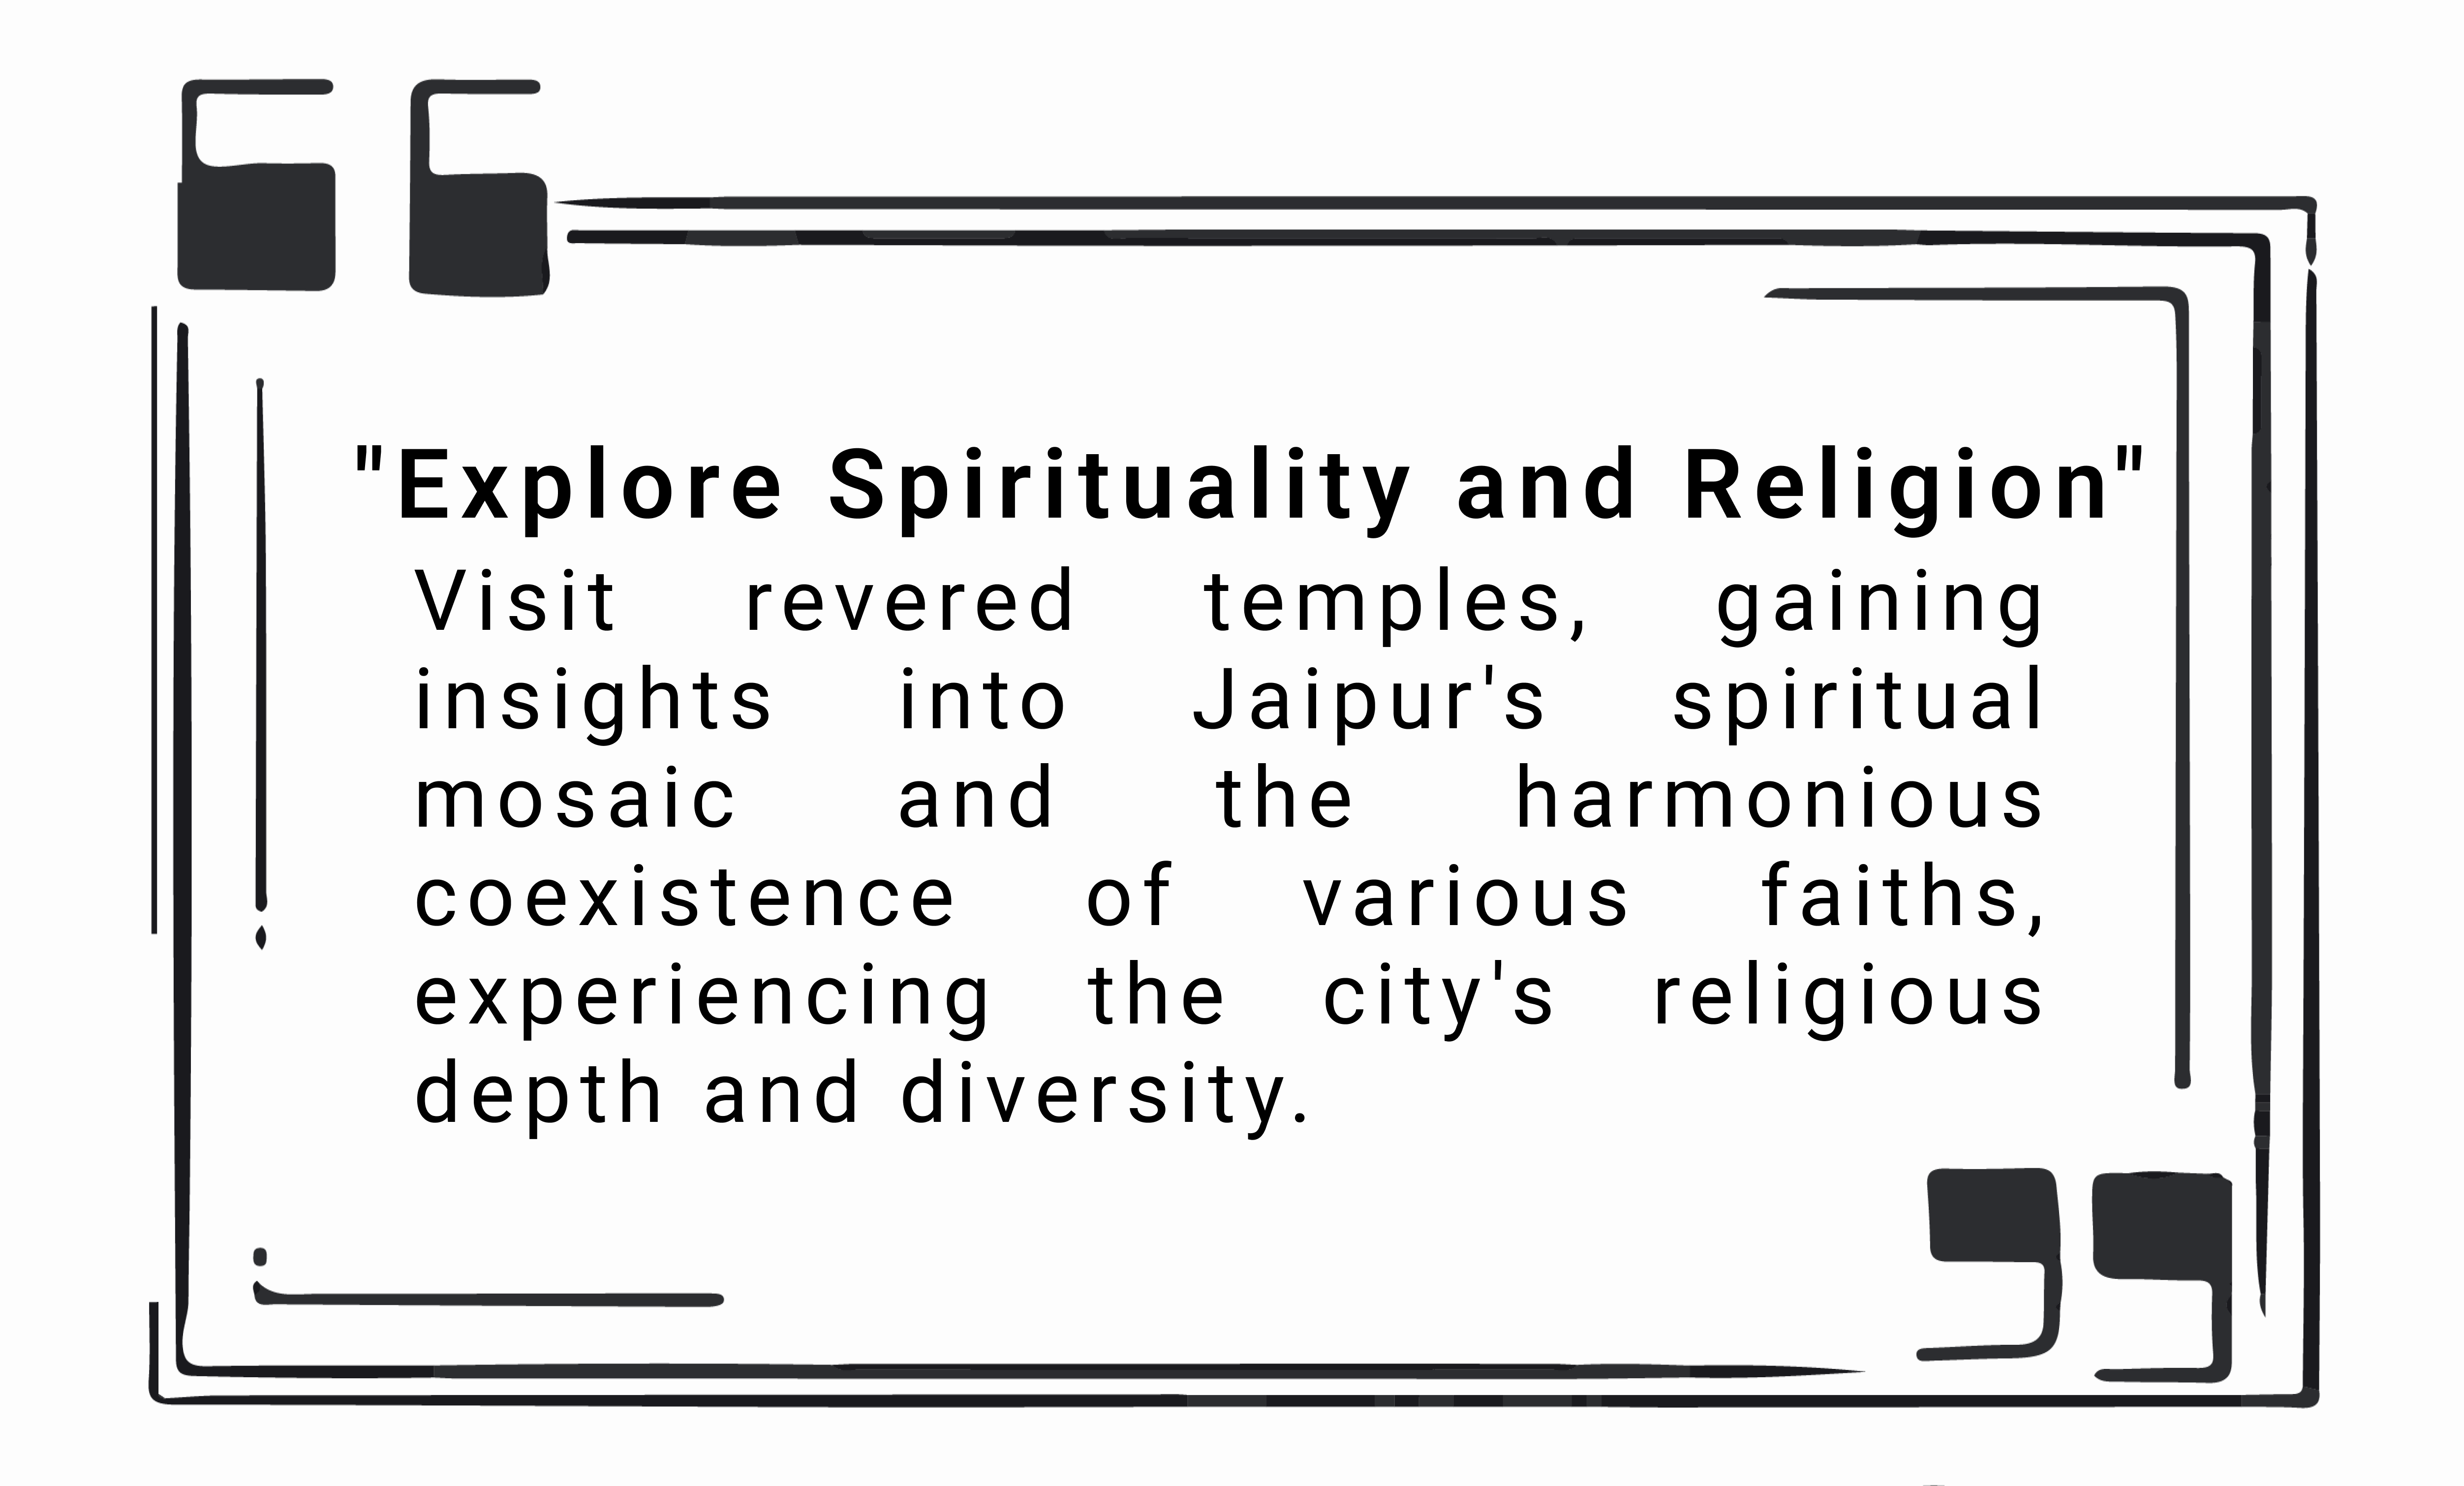 "Explore Spirituality and Religion"
Visit revered temples, gaining
insights into Jaipur's spiritual
mosaic and the harmonious
coexistence of various faiths,
experiencing the city's religious
depth and diversity.